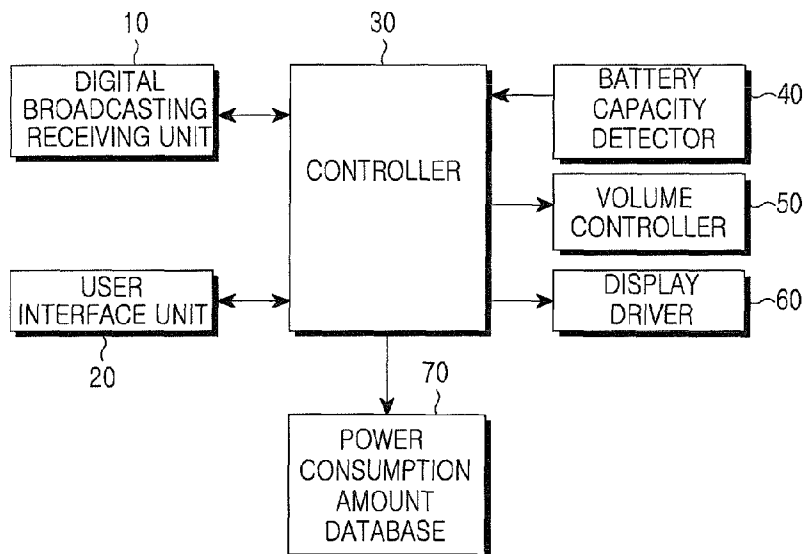 10
DIGITAL
BROADCASTING
RECEIVING UNIT
30
CONTROLLER
BATTERY
CAPACITY
DETECTOR
40
VOLUME
CONTROLLER
50
USER
INTERFACE UNIT
20
DISPLAY
DRIVER
60
70
POWER
CONSUMPTION
AMOUNT
DATABASE